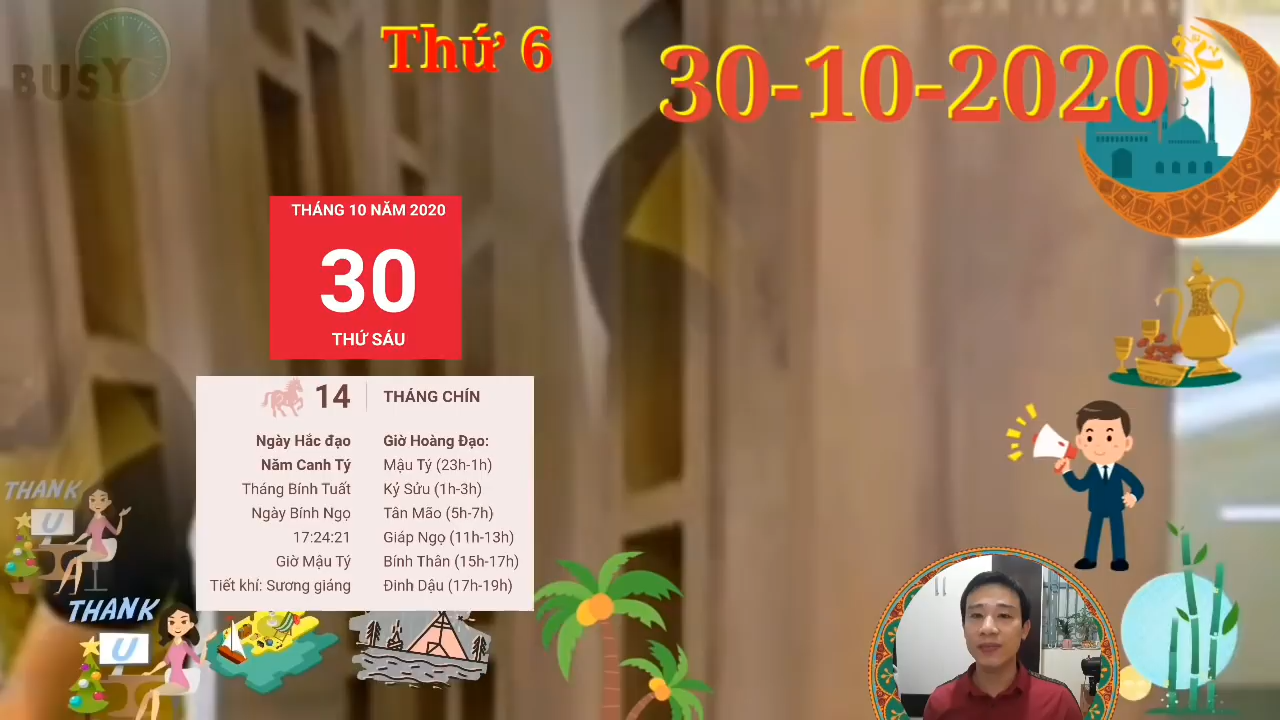 BUSY
Thứ 6
30-10-2020
THÁNG 10 NĂM 2020
30
THỨ SÁU
14
THÁNG CHÍN
Ngày Hắc đạo
Năm Canh Tý
Tháng Bính Tuất
Ngày Bính Ngọ
17:24:21
Giờ Mậu Tý
Tiết khí: Sương giáng
Giờ Hoàng Đạo:
Mậu Tý (23h-1h)
Kỷ Sửu (1h-3h)
Tân Mão (5h-7h)
Giáp Ngọ (11h-13h)
Bính Thân (15h-17h)
Đinh Dậu (17h-19h)
THANK
U
THANK
U